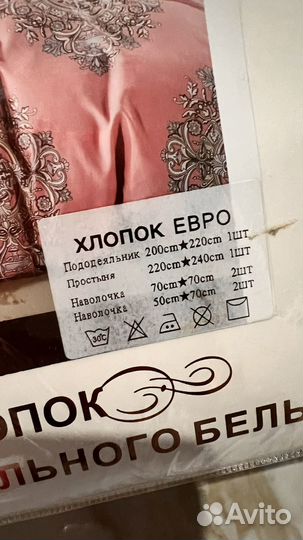 ХЛОПОК ЕВРО
Пододеяльник 200cm★220cm 1ШТ
Простыня 220cm★240cm 1ШТ
Наволочка 70cm★70cm 2ШТ
Наволочка 50cm★70cm 2ШТ
30C
ОПОК
ЛЬНОГО БЕЛЬ
Avito